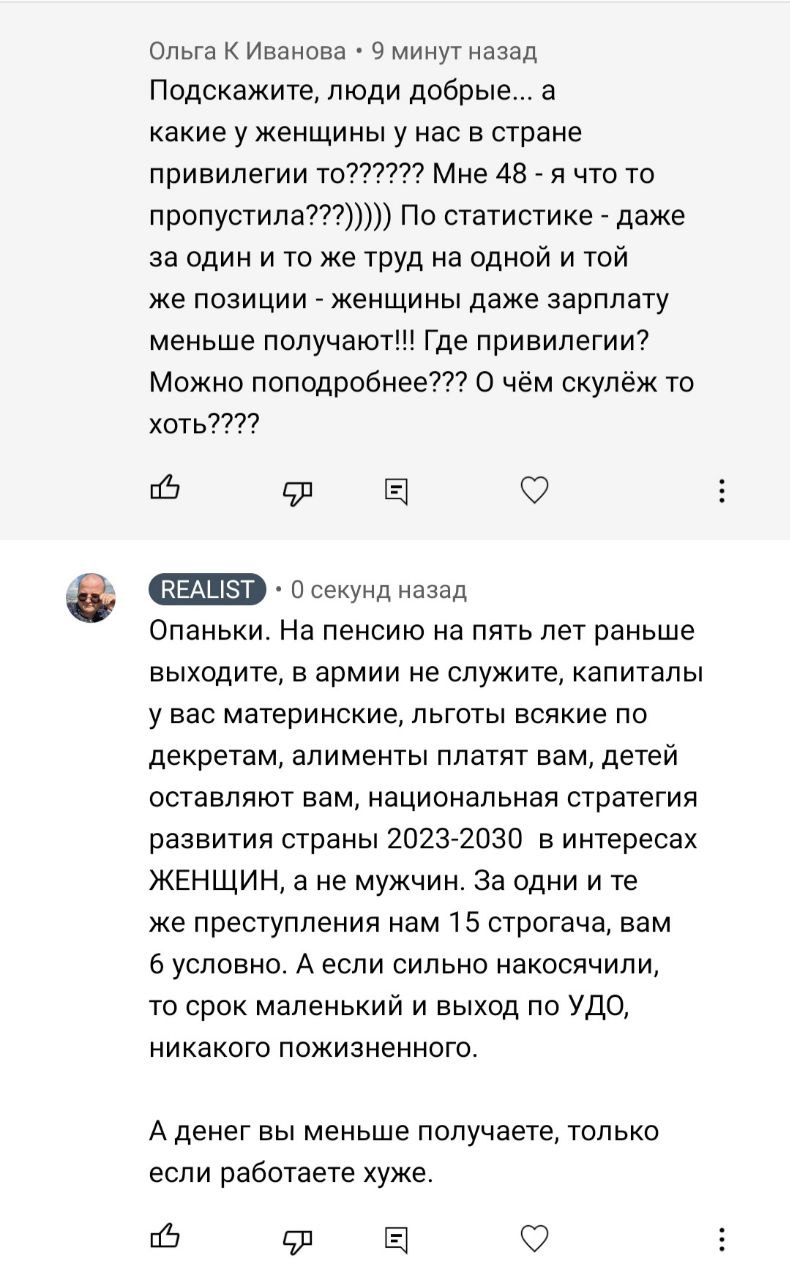 Ольга К Иванова • 9 минут назад
Подскажите, люди добрые... а
какие у женщины у нас в стране
привилегии то?????? Мне 48 - я что то
пропустила???))))) По статистике - даже
за один и то же труд на одной и той
же позиции - женщины даже зарплату
меньше получают!!! Где привилегии?
Можно поподробнее??? О чём скулёж то
хоть????
REALIST • 0 секунд назад
Опаньки. На пенсию на пять лет раньше
выходите, в армии не служите, капиталы
у вас материнские, льготы всякие по
декретам, алименты платят вам, детей
оставляют вам, национальная стратегия
развития страны 2023-2030 в интересах
ЖЕНЩИН, а не мужчин. За одни и те
же преступления нам 15 строгача, вам
6 условно. А если сильно накосячили,
то срок маленький и выход по УДО,
никакого пожизненного.
А денег вы меньше получаете, только
если работаете хуже.